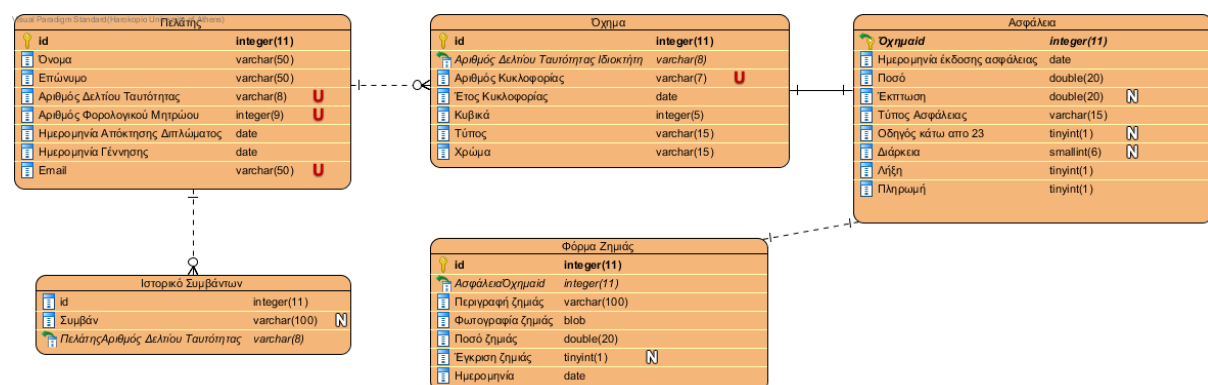 Visual Paradigm Standard(Harokopio University of Athens)
Πελάτης
id integer(11)
Όνομα varchar(50)
Επώνυμο varchar(50)
Αριθμός Δελτίου Ταυτότητας varchar(8) U
Αριθμός Φορολογικού Μητρώου integer(9) U
Ημερομηνία Απόκτησης Διπλώματος date
Ημερομηνία Γέννησης date
Email varchar(50) U
Όχημα
id integer(11)
Αριθμός Δελτίου Ταυτότητας Ιδιοκτήτη varchar(8)
Αριθμός Κυκλοφορίας varchar(7) U
Έτος Κυκλοφορίας date
Κυβικά integer(5)
Τύπος varchar(15)
Χρώμα varchar(15)
Ασφάλεια
Όχημαid integer(11)
Ημερομηνία έκδοσης ασφάλειας date
Ποσό double(20)
Έκπτωση double(20) N
Τύπος Ασφάλειας varchar(15)
Οδηγός κάτω απο 23 tinyint(1) N
Διάρκεια smallint(6) N
Λήξη tinyint(1)
Πληρωμή tinyint(1)
Ιστορικό Συμβάντων
id integer(11)
Συμβάν varchar(100) N
ΠελάτηςΑριθμός Δελτίου Ταυτότητας varchar(8)
Φόρμα Ζημιάς
id integer(11)
ΑσφάλειαΌχημαid integer(11)
Περιγραφή ζημιάς varchar(100)
Φωτογραφία ζημιάς blob
Ποσό ζημιάς double(20)
Έγκριση ζημιάς tinyint(1) N
Ημερομηνία date